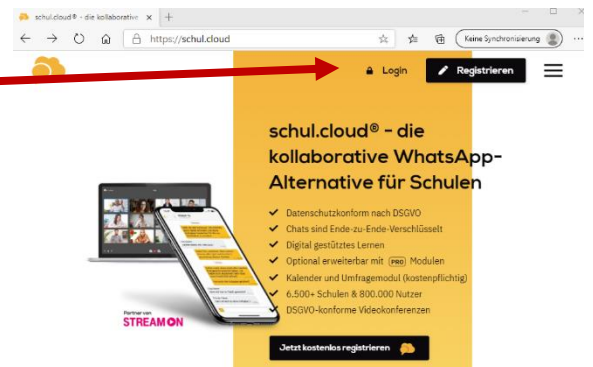 schul.cloud® - die kollaborative
https://schul.cloud
Keine Synchronisierung
Login
Registrieren
schul.cloud® - die
kollaborative WhatsApp-
Alternative für Schulen
Datenschutzkonform nach DSGVO
Chats sind Ende-zu-Ende-Verschlüsselt
Digital gestütztes Lernen
Optional erweiterbar mit PRO Modulen
Kalender und Umfragemodul (kostenpflichtig)
6.500+ Schulen & 800.000 Nutzer
DSGVO-konforme Videokonferenzen
Partner von
STREAMON
Jetzt kostenlos registrieren